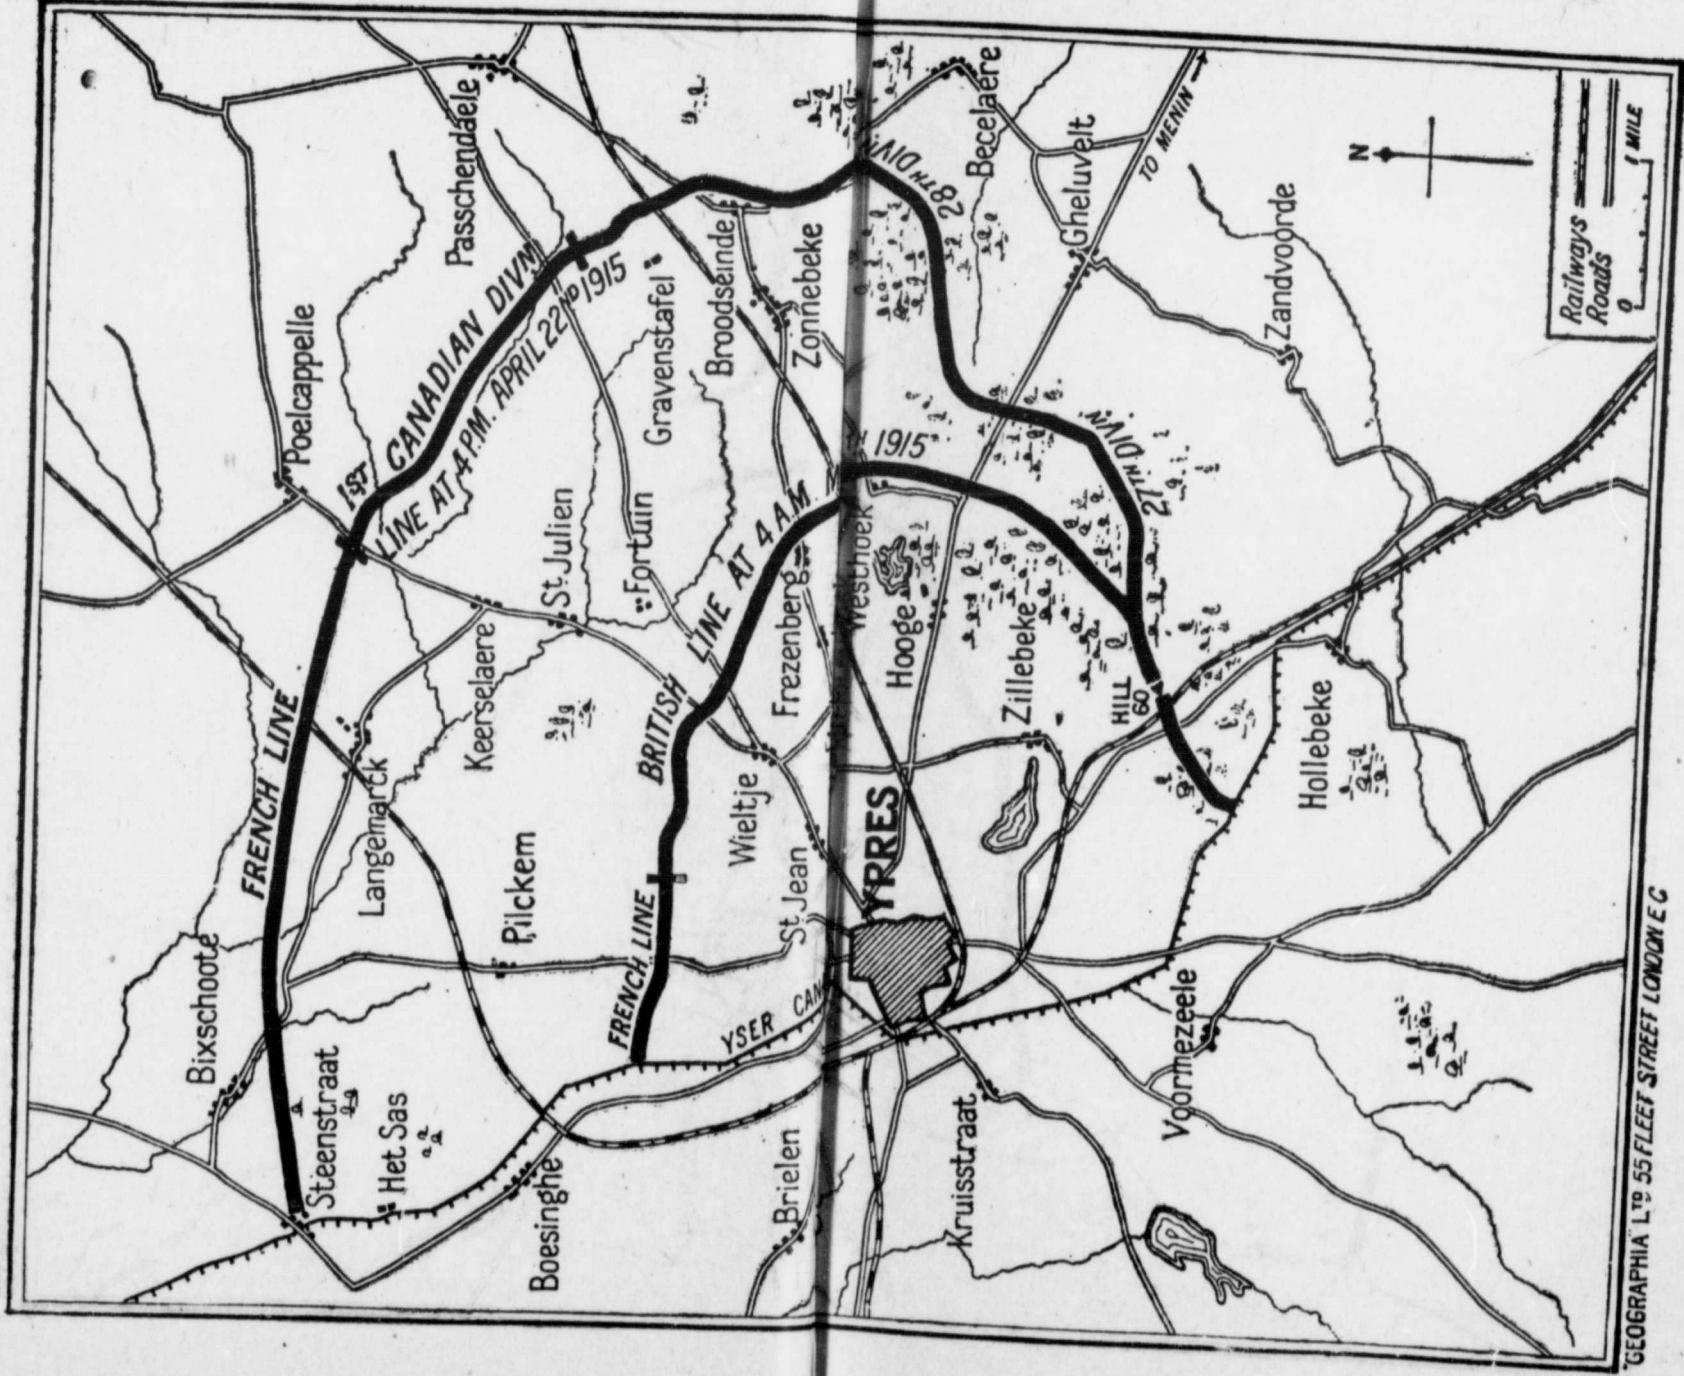 Passchendaele
Becelaere
28TH DIVN
Gheluvelt
TO MENIN
N
Railways
Roads
0 1 MILE
Poelcappelle
1ST CANADIAN DIVN
LINE AT 4 P.M. APRIL 22ND 1915
Gravenstafel
Broodseinde
Zonnebeke
Zandvoorde
FRENCH LINE
Langemarck
Keerselaere
St Julien
Fortuin
BRITISH LINE AT 4 A.M
TH 1915
Frezenberg
Westhoek
Hooge
Zillebeke
27TH DIVN.
HILL
60
Hollebeke
Bixschoote
Pilckem
Wieltje
St Jean
YPRES
FRENCH LINE
YSER CAN
Voormezeele
Steenstraat
Het Sas
Boesinghe
Brielen
Kruisstraat
"GEOGRAPHIA" LTD 55 FLEET STREET LONDON E C